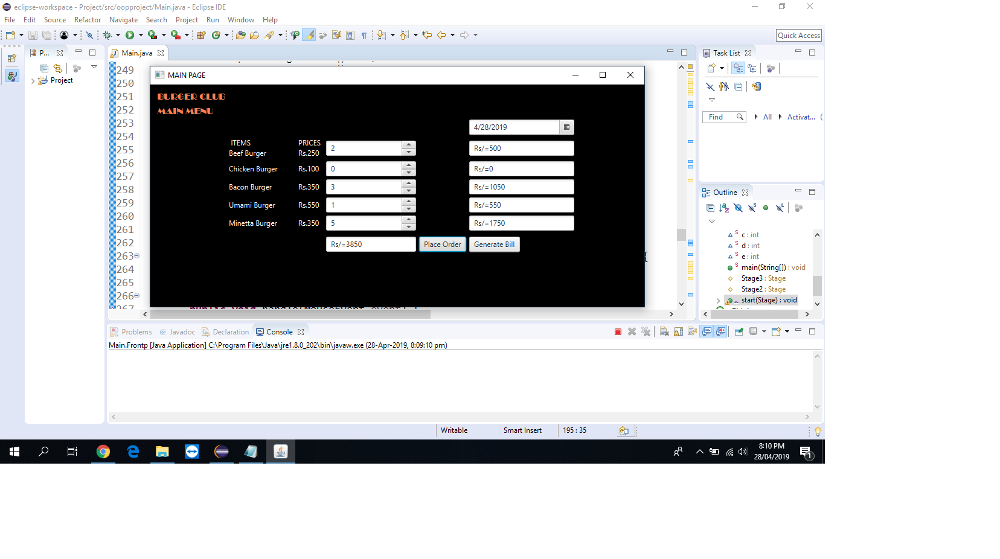 eclipse-workspace - Project/src/oopproject/Main.java - Eclipse IDE
File Edit Source Refactor Navigate Search Project Run Window Help
Quick Access
P...
Project
Main.java
249
250
251
252
253
254
255
256
257
258
259
260
261
262
263
264
265
266
267
{
public void handle(MouseEvent event) {
MAIN PAGE
BURGER CLUB
MAIN MENU
4/28/2019
ITEMS PRICES
Beef Burger Rs.250 2 Rs/=500
Chicken Burger Rs.100 0 Rs/=0
Bacon Burger Rs.350 3 Rs/=1050
Umami Burger Rs.550 1 Rs/=550
Minetta Burger Rs.350 5 Rs/=1750
Rs/=3850 Place Order Generate Bill
Task List
Find All Activat...
Outline
c : int
d : int
e : int
main(String[]) : void
Stage3 : Stage
Stage2 : Stage
start(Stage) : void
Problems @ Javadoc Declaration Console
Main.Frontp [Java Application] C:\Program Files\Java\jre1.8.0_202\bin\javaw.exe (28-Apr-2019, 8:09:10 pm)
Writable Smart Insert 195 : 35
8:10 PM
28/04/2019
1